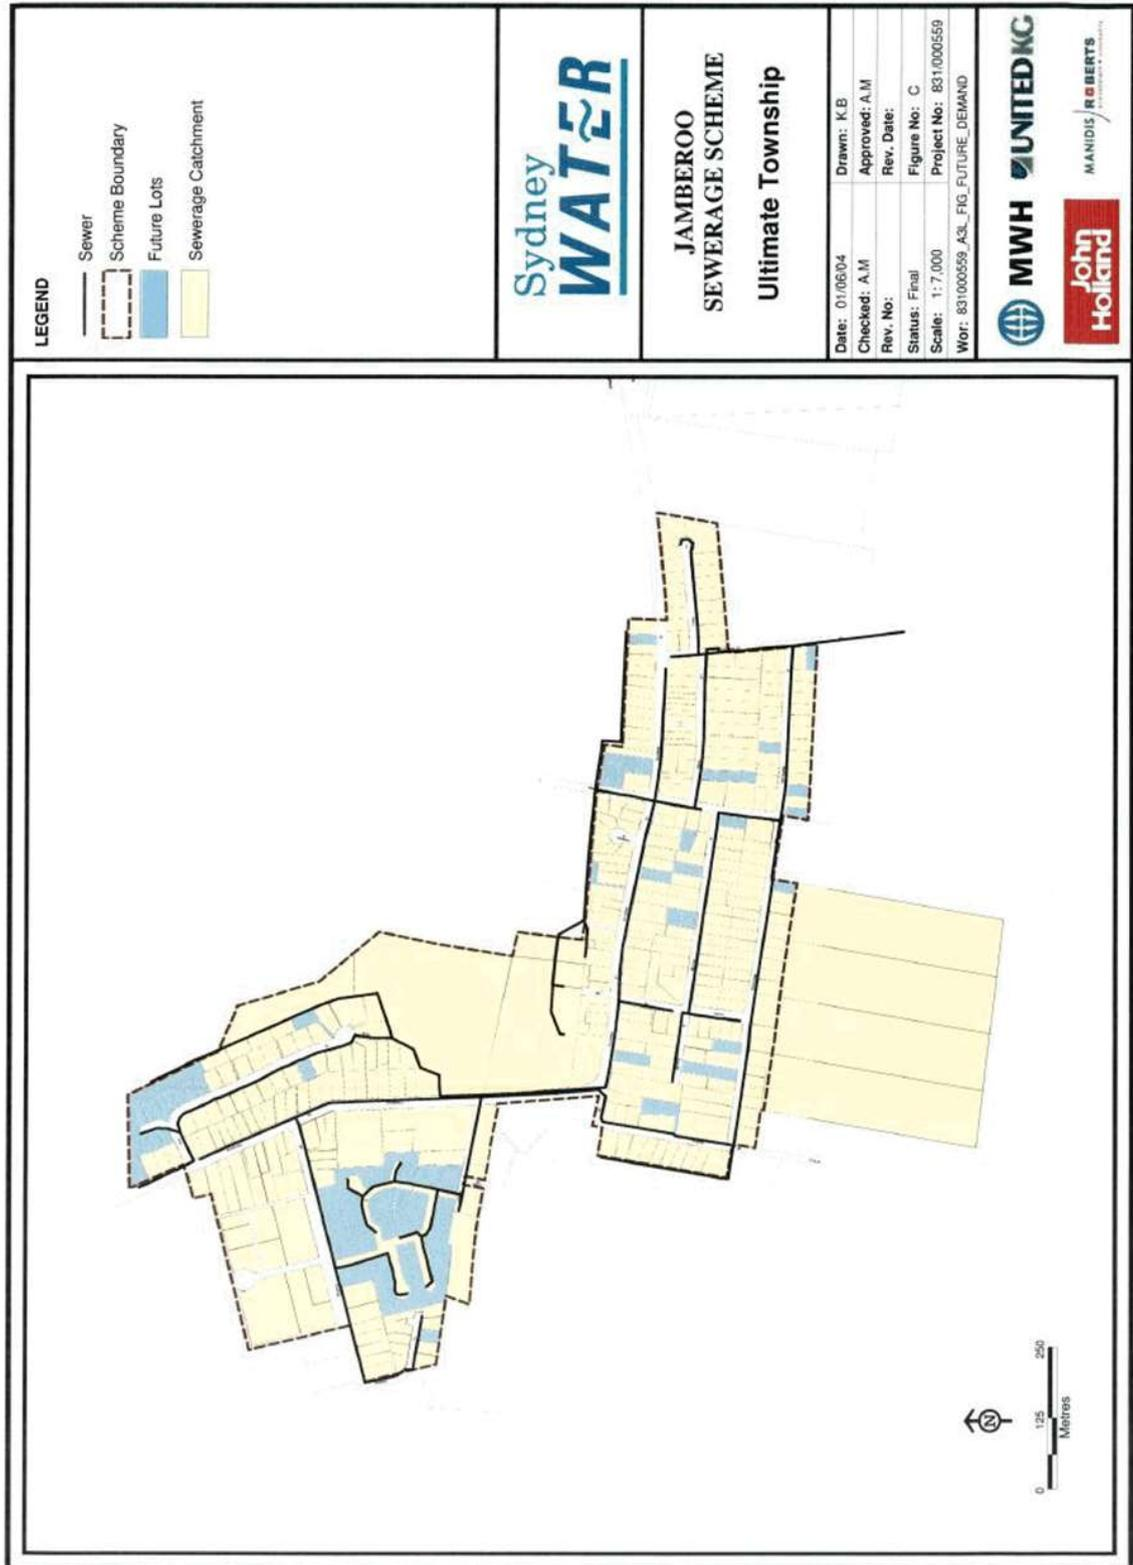 LEGEND
Sewer
Scheme Boundary
Future Lots
Sewerage Catchment
Sydney
WATER
JAMBEROO
SEWERAGE SCHEME
Ultimate Township
Date: 01/06/04 Drawn: K.B
Checked: A.M Approved: A.M
Rev. No: Rev. Date:
Status: Final Figure No: C
Scale: 1: 7,000 Project No: 831/000559
Wor: 831000559_A3L_FIG_FUTURE_DEMAND
MWH UNITED KG
John
Holland
MANIDIS ROBERTS
N
0 125 250
Metres